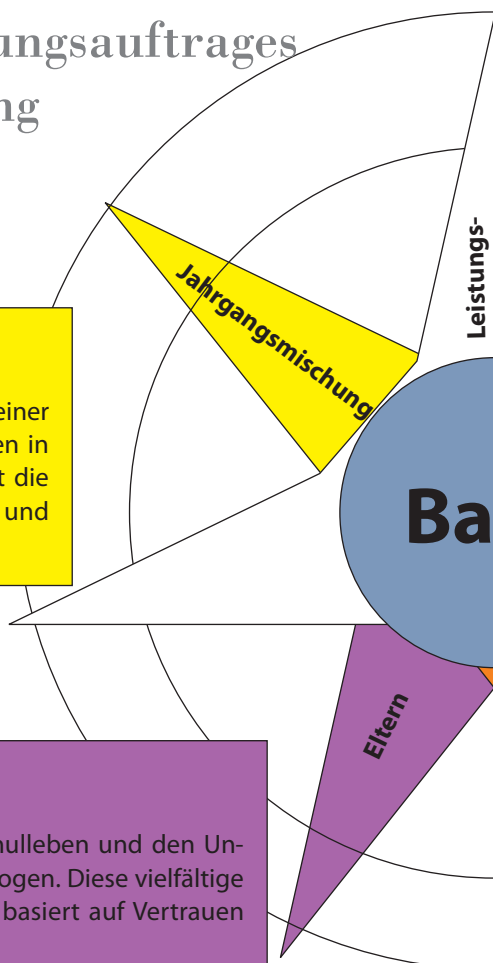 ungsauftrages
ng
Jahrgangsmischung
Leistungs-
einer
en in
t die
und
Ba
Eltern
nulleben und den Un-
ogen. Diese vielfältige
basiert auf Vertrauen